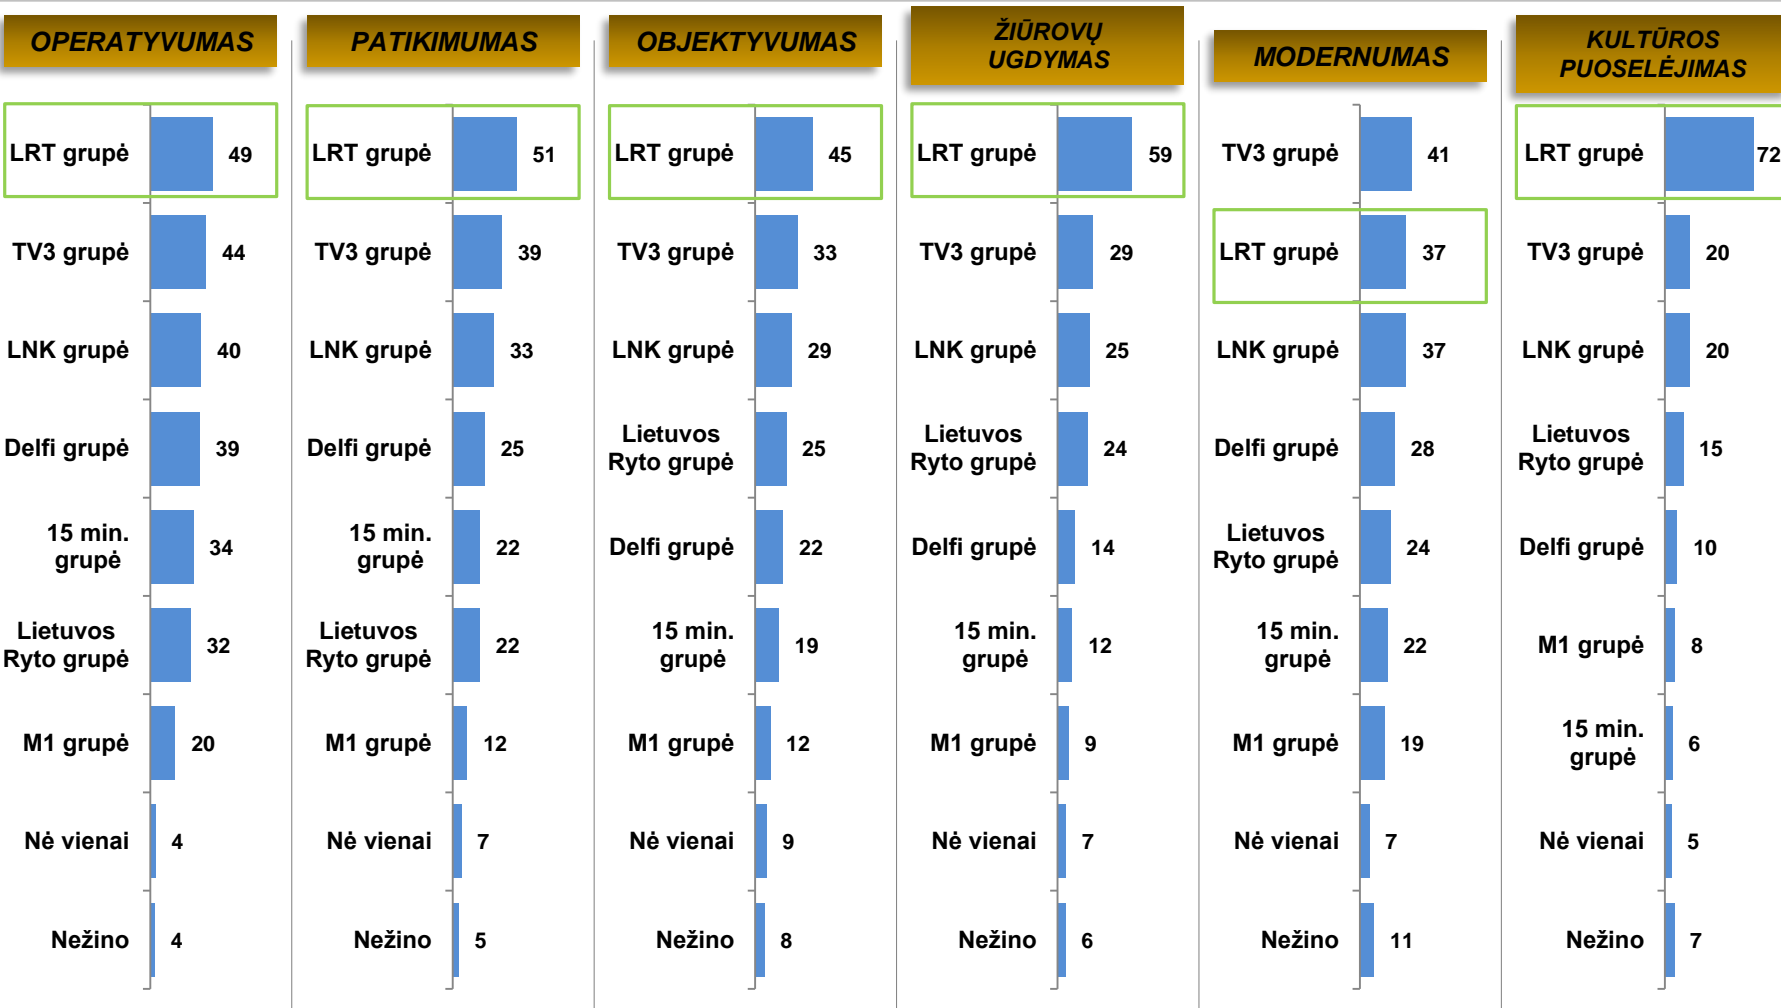 OPERATYVUMAS
LRT grupė 49
TV3 grupė 44
LNK grupė 40
Delfi grupė 39
15 min.
grupė 34
Lietuvos
Ryto grupė 32
M1 grupė 20
Nė vienai 4
Nežino 4
PATIKIMUMAS
LRT grupė 51
TV3 grupė 39
LNK grupė 33
Delfi grupė 25
15 min.
grupė 22
Lietuvos
Ryto grupė 22
M1 grupė 12
Nė vienai 7
Nežino 5
OBJEKTYVUMAS
LRT grupė 45
TV3 grupė 33
LNK grupė 29
Lietuvos
Ryto grupė 25
Delfi grupė 22
15 min.
grupė 19
M1 grupė 12
Nė vienai 9
Nežino 8
ŽIŪROVŲ
UGDYMAS
LRT grupė 59
TV3 grupė 29
LNK grupė 25
Lietuvos
Ryto grupė 24
Delfi grupė 14
15 min.
grupė 12
M1 grupė 9
Nė vienai 7
Nežino 6
MODERNUMAS
TV3 grupė 41
LRT grupė 37
LNK grupė 37
Delfi grupė 28
Lietuvos
Ryto grupė 24
15 min.
grupė 22
M1 grupė 19
Nė vienai 7
Nežino 11
KULTŪROS
PUOSELĖJIMAS
LRT grupė 72
TV3 grupė 20
LNK grupė 20
Lietuvos
Ryto grupė 15
Delfi grupė 10
M1 grupė 8
15 min.
grupė 6
Nė vienai 5
Nežino 7